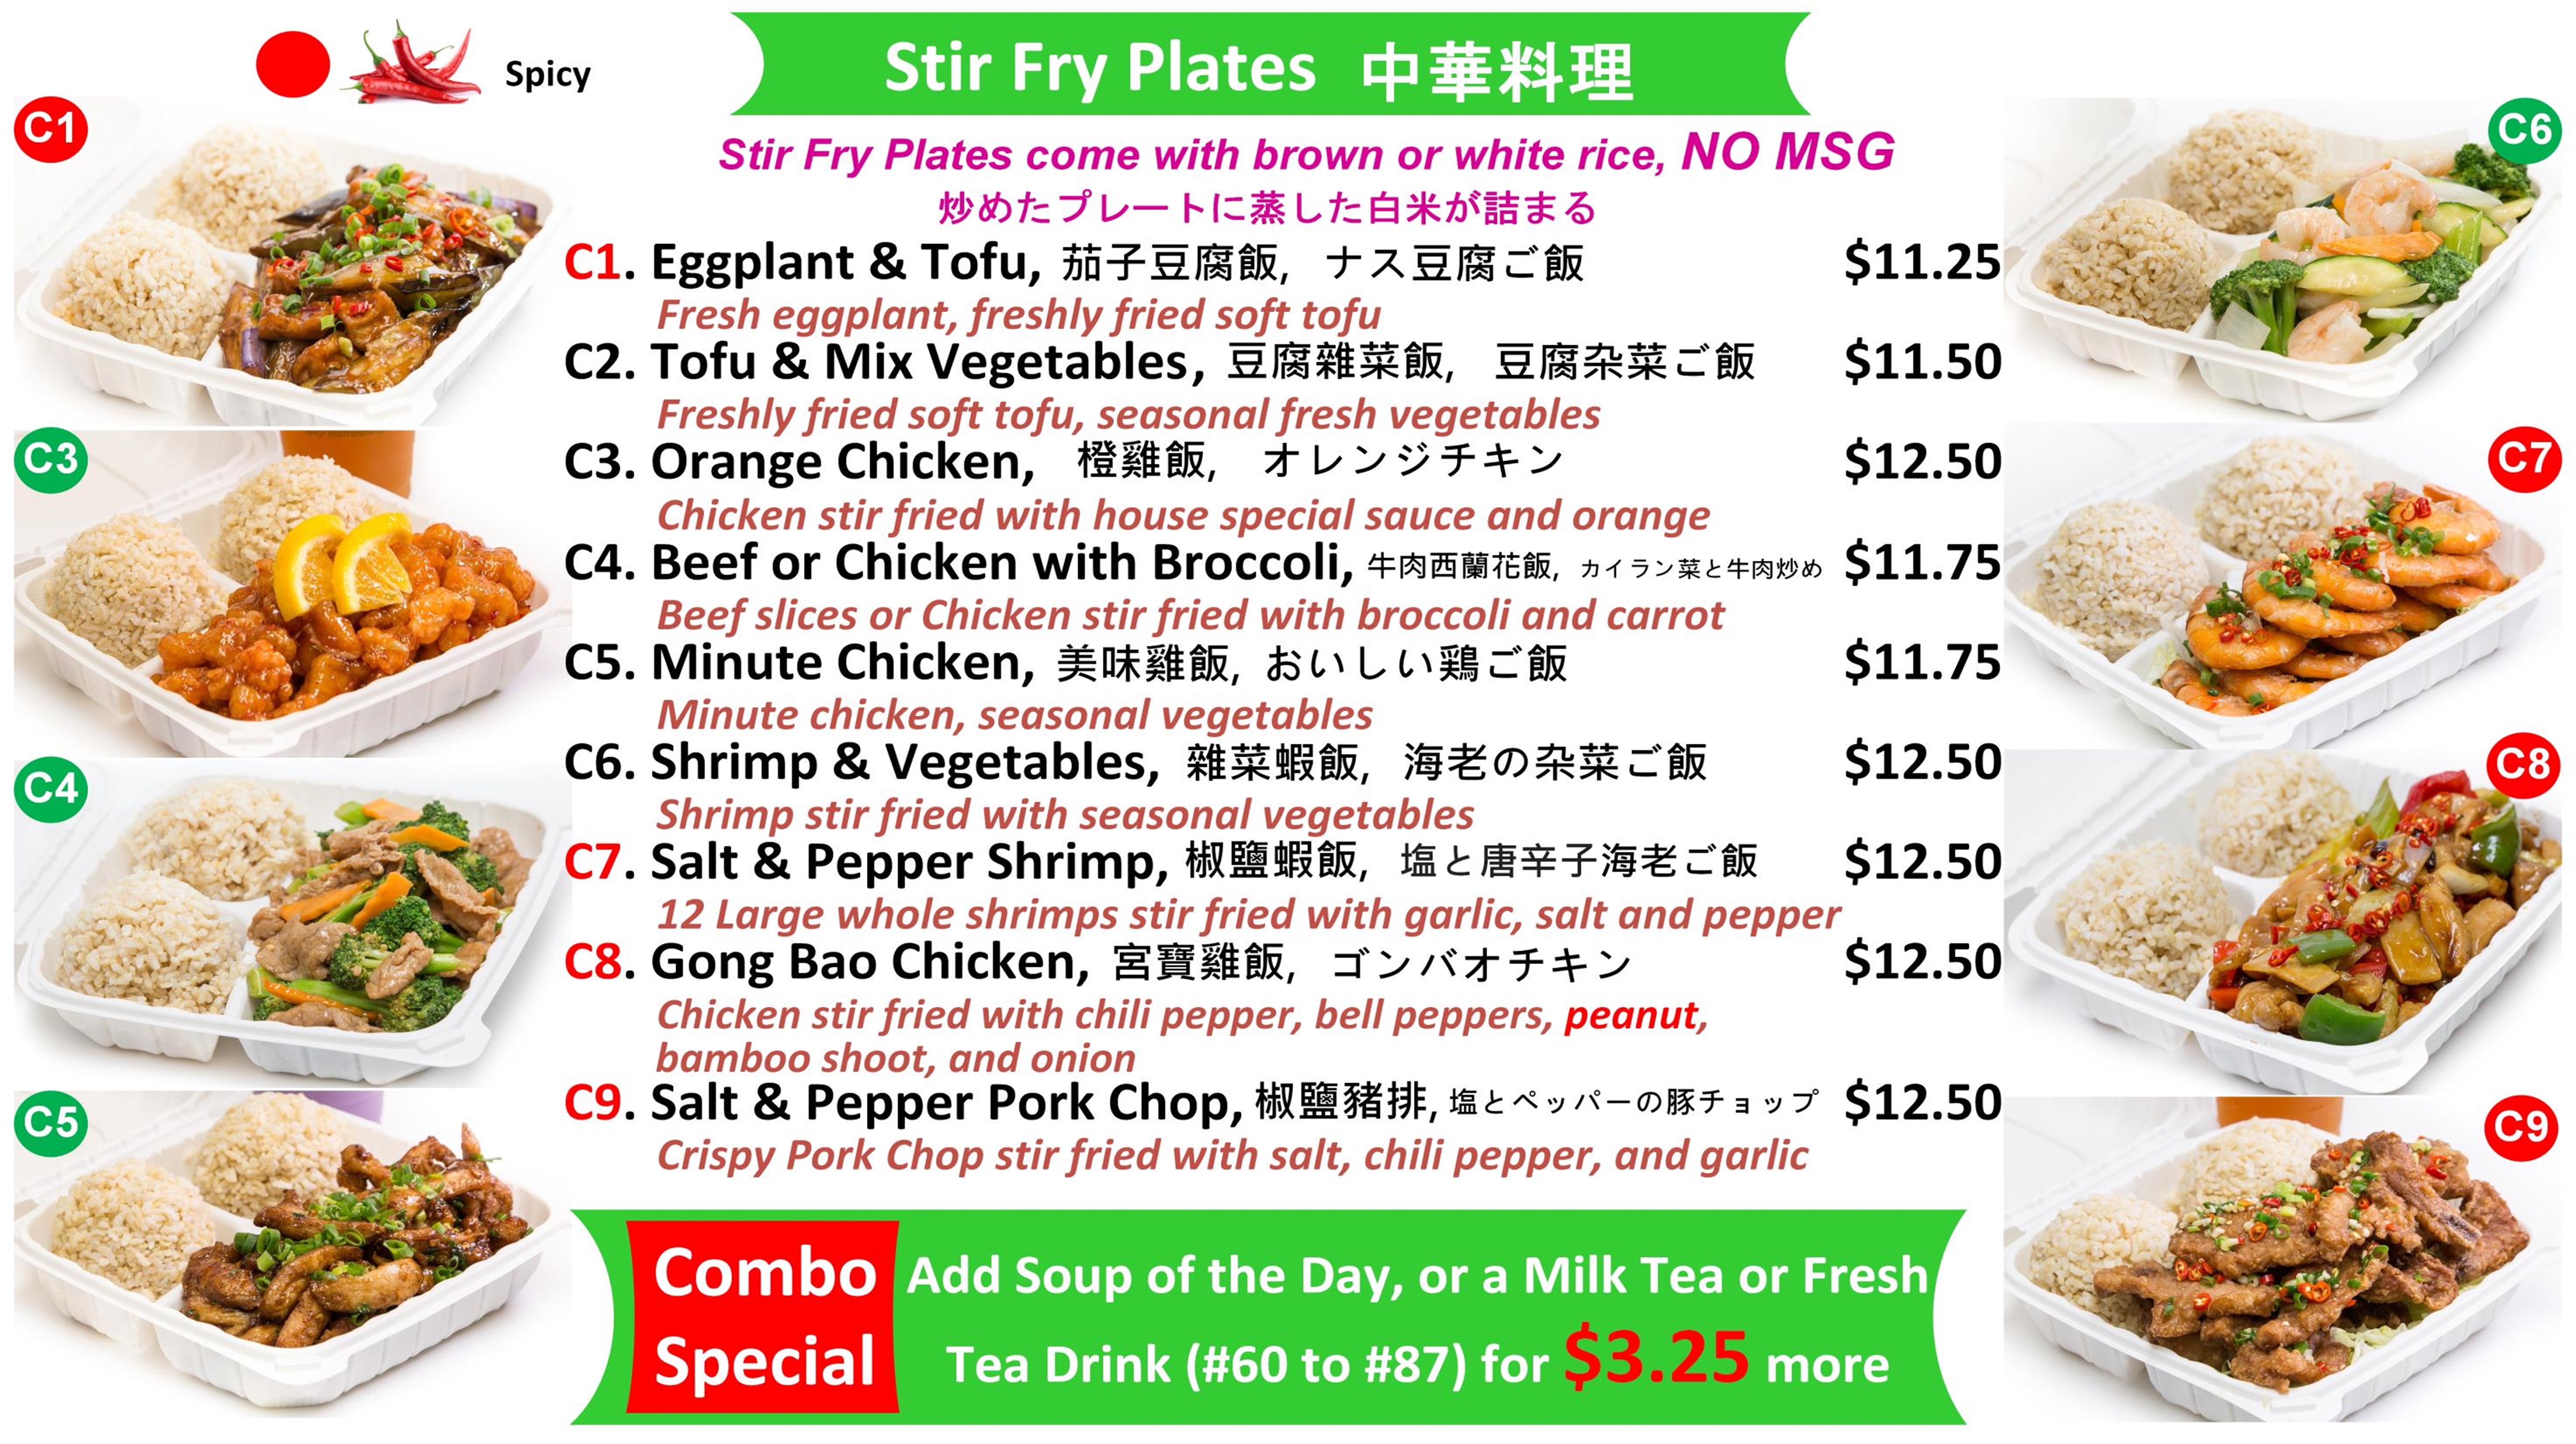 Spicy
Stir Fry Plates 中華料理
Stir Fry Plates come with brown or white rice, NO MSG
炒めたプレートに蒸した白米が詰まる
C1. Eggplant & Tofu, 茄子豆腐飯, ナス豆腐ご飯 $11.25
Fresh eggplant, freshly fried soft tofu
C2. Tofu & Mix Vegetables, 豆腐雜菜飯, 豆腐杂菜ご飯 $11.50
Freshly fried soft tofu, seasonal fresh vegetables
C3. Orange Chicken, 橙雞飯, オレンジチキン $12.50
Chicken stir fried with house special sauce and orange
C4. Beef or Chicken with Broccoli, 牛肉西蘭花飯, カイラン菜と牛肉炒め $11.75
Beef slices or Chicken stir fried with broccoli and carrot
C5. Minute Chicken, 美味雞飯, おいしい鶏ご飯 $11.75
Minute chicken, seasonal vegetables
C6. Shrimp & Vegetables, 雜菜蝦飯, 海老の杂菜ご飯 $12.50
Shrimp stir fried with seasonal vegetables
C7. Salt & Pepper Shrimp, 椒鹽蝦飯, 塩と唐辛子海老ご飯 $12.50
12 Large whole shrimps stir fried with garlic, salt and pepper
C8. Gong Bao Chicken, 宮寶雞飯, ゴンバオチキン $12.50
Chicken stir fried with chili pepper, bell peppers, peanut,
bamboo shoot, and onion
C9. Salt & Pepper Pork Chop, 椒鹽豬排, 塩とペッパーの豚チョップ $12.50
Crispy Pork Chop stir fried with salt, chili pepper, and garlic
Combo
Special
Add Soup of the Day, or a Milk Tea or Fresh
Tea Drink (#60 to #87) for $3.25 more
C1
C3
C4
C5
C6
C7
C8
C9